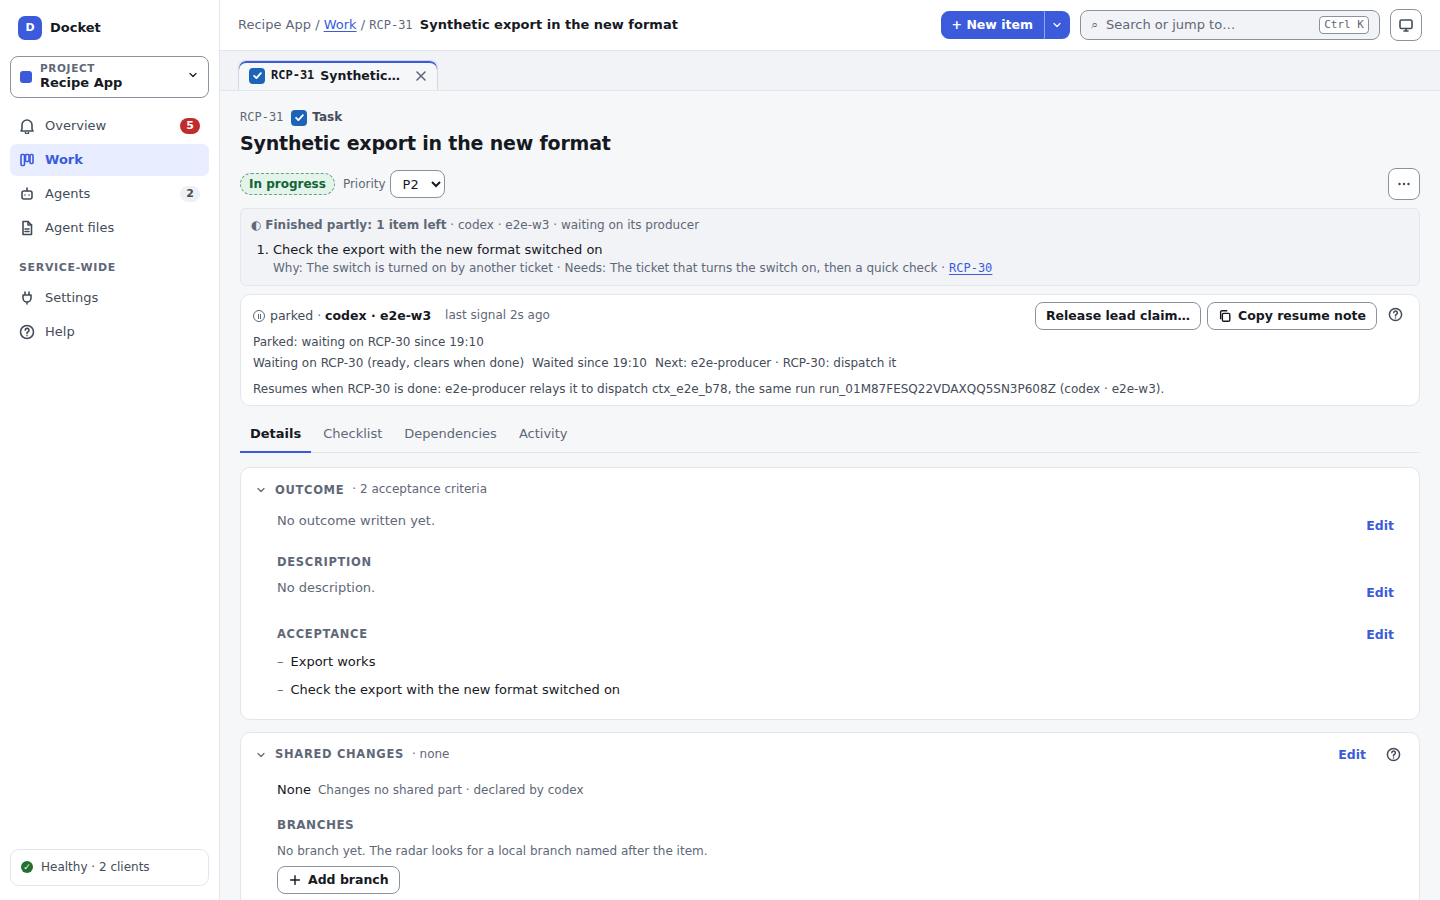 D Docket
PROJECT
Recipe App
Overview 5
Work
Agents 2
Agent files
SERVICE-WIDE
Settings
Help
Healthy · 2 clients
Recipe App / Work / RCP-31 Synthetic export in the new format
+ New item
Search or jump to…
Ctrl K
RCP-31 Synthetic…
RCP-31 Task
Synthetic export in the new format
In progress Priority P2
Finished partly: 1 item left · codex · e2e-w3 · waiting on its producer
1. Check the export with the new format switched on
Why: The switch is turned on by another ticket · Needs: The ticket that turns the switch on, then a quick check · RCP-30
parked · codex · e2e-w3 last signal 2s ago
Release lead claim…
Copy resume note
Parked: waiting on RCP-30 since 19:10
Waiting on RCP-30 (ready, clears when done) Waited since 19:10 Next: e2e-producer · RCP-30: dispatch it
Resumes when RCP-30 is done: e2e-producer relays it to dispatch ctx_e2e_b78, the same run run_01M87FESQ22VDAXQQ5SN3P608Z (codex · e2e-w3).
Details Checklist Dependencies Activity
OUTCOME · 2 acceptance criteria
No outcome written yet.
Edit
DESCRIPTION
No description.
Edit
ACCEPTANCE
Edit
– Export works
– Check the export with the new format switched on
SHARED CHANGES · none
Edit
None Changes no shared part · declared by codex
BRANCHES
No branch yet. The radar looks for a local branch named after the item.
+ Add branch